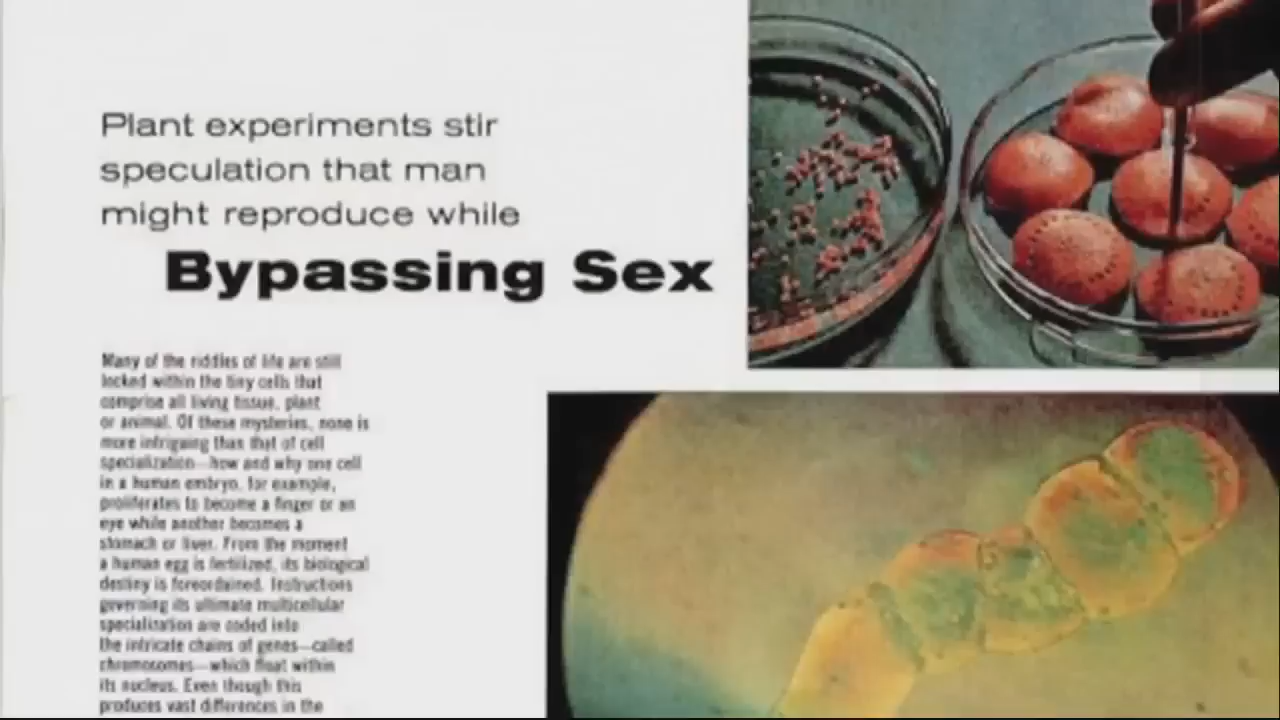 Plant experiments stir
speculation that man
might reproduce while
Bypassing Sex
Many of the riddles of life are still
locked within the tiny cells that
comprise all living tissue, plant
or animal. Of these mysteries, none is
more intriguing than that of cell
specialization—how and why one cell
in a human embryo, for example,
proliferates to become a finger or an
eye while another becomes a
stomach or liver. From the moment
a human egg is fertilized, its biological
destiny is foreordained. Instructions
governing its ultimate multicellular
specialization are coded into
the intricate chains of genes—called
chromosomes—which float within
its nucleus. Even though this
produces vast differences in the